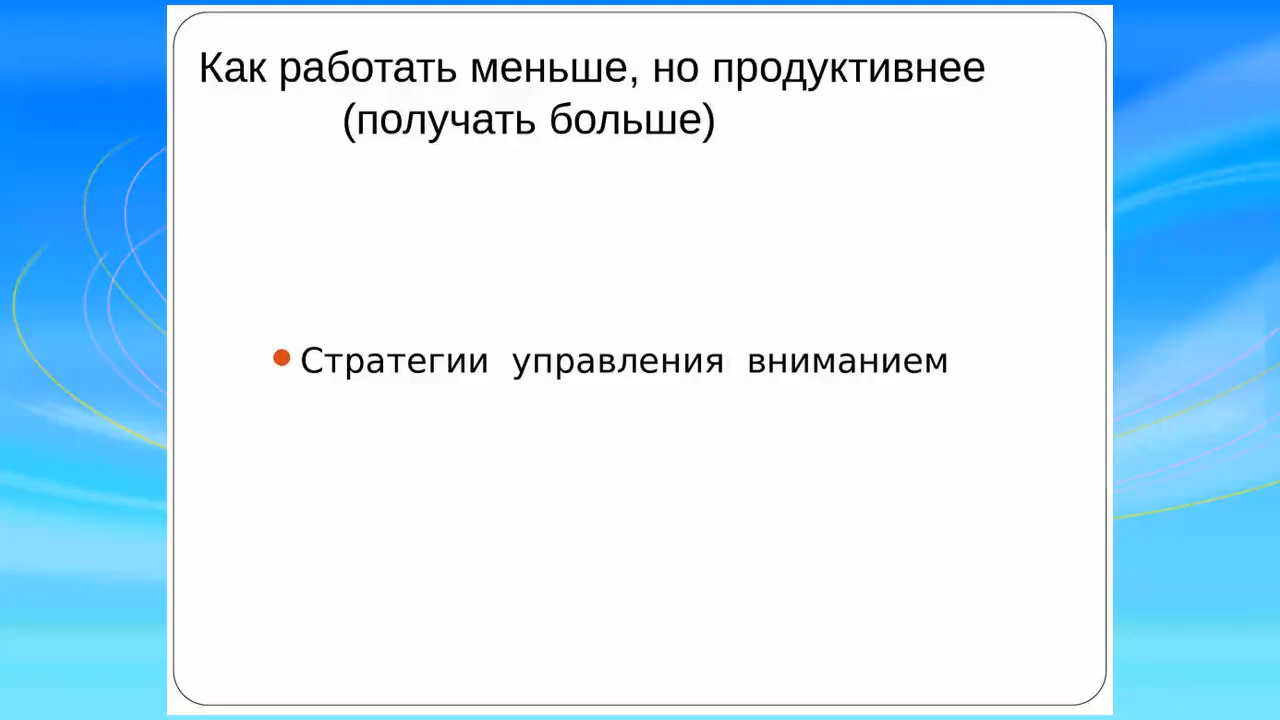 Как работать меньше, но продуктивнее
(получать больше)
Стратегии управления вниманием